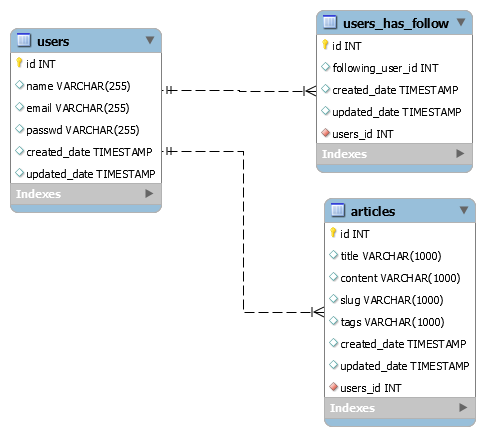 users
id INT
name VARCHAR(255)
email VARCHAR(255)
passwd VARCHAR(255)
created_date TIMESTAMP
updated_date TIMESTAMP
Indexes
users_has_follow
id INT
following_user_id INT
created_date TIMESTAMP
updated_date TIMESTAMP
users_id INT
Indexes
articles
id INT
title VARCHAR(1000)
content VARCHAR(1000)
slug VARCHAR(1000)
tags VARCHAR(1000)
created_date TIMESTAMP
updated_date TIMESTAMP
users_id INT
Indexes